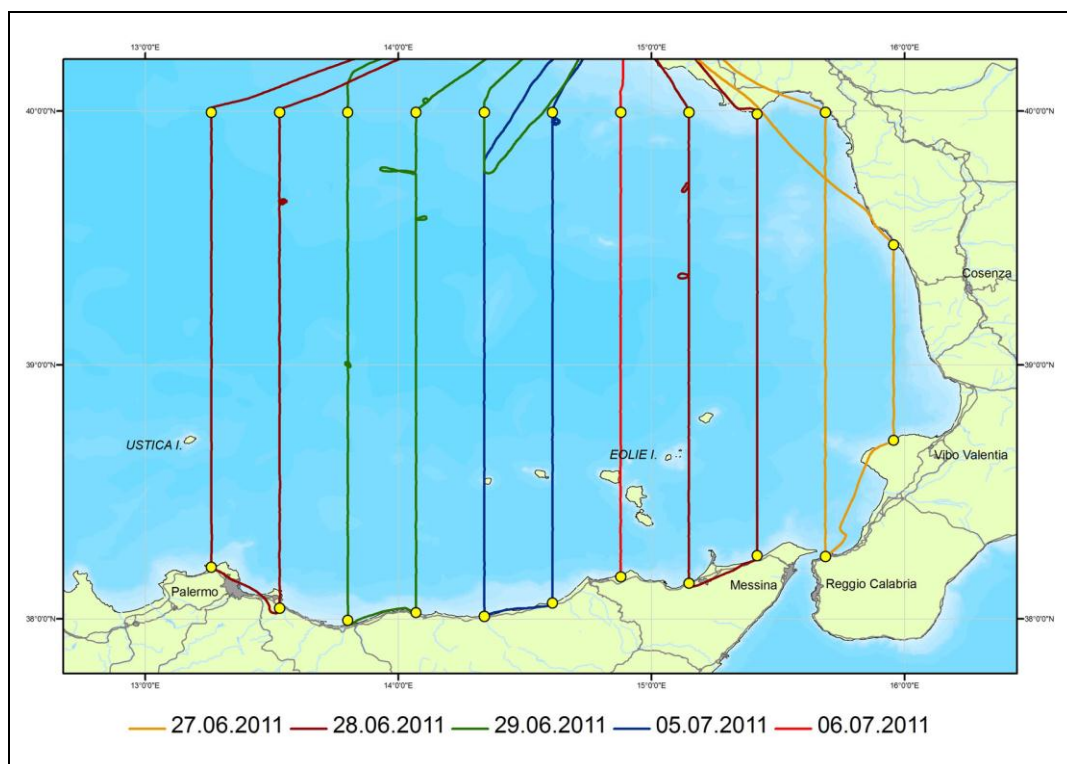 13°0'0"E 14°0'0"E 15°0'0"E 16°0'0"E
40°0'0"N 40°0'0"N
Cosenza
39°0'0"N 39°0'0"N
USTICA I.
EOLIE I.
Vibo Valentia
Palermo
Messina
Reggio Calabria
38°0'0"N 38°0'0"N
13°0'0"E 14°0'0"E 15°0'0"E 16°0'0"E
27.06.2011 28.06.2011 29.06.2011 05.07.2011 06.07.2011